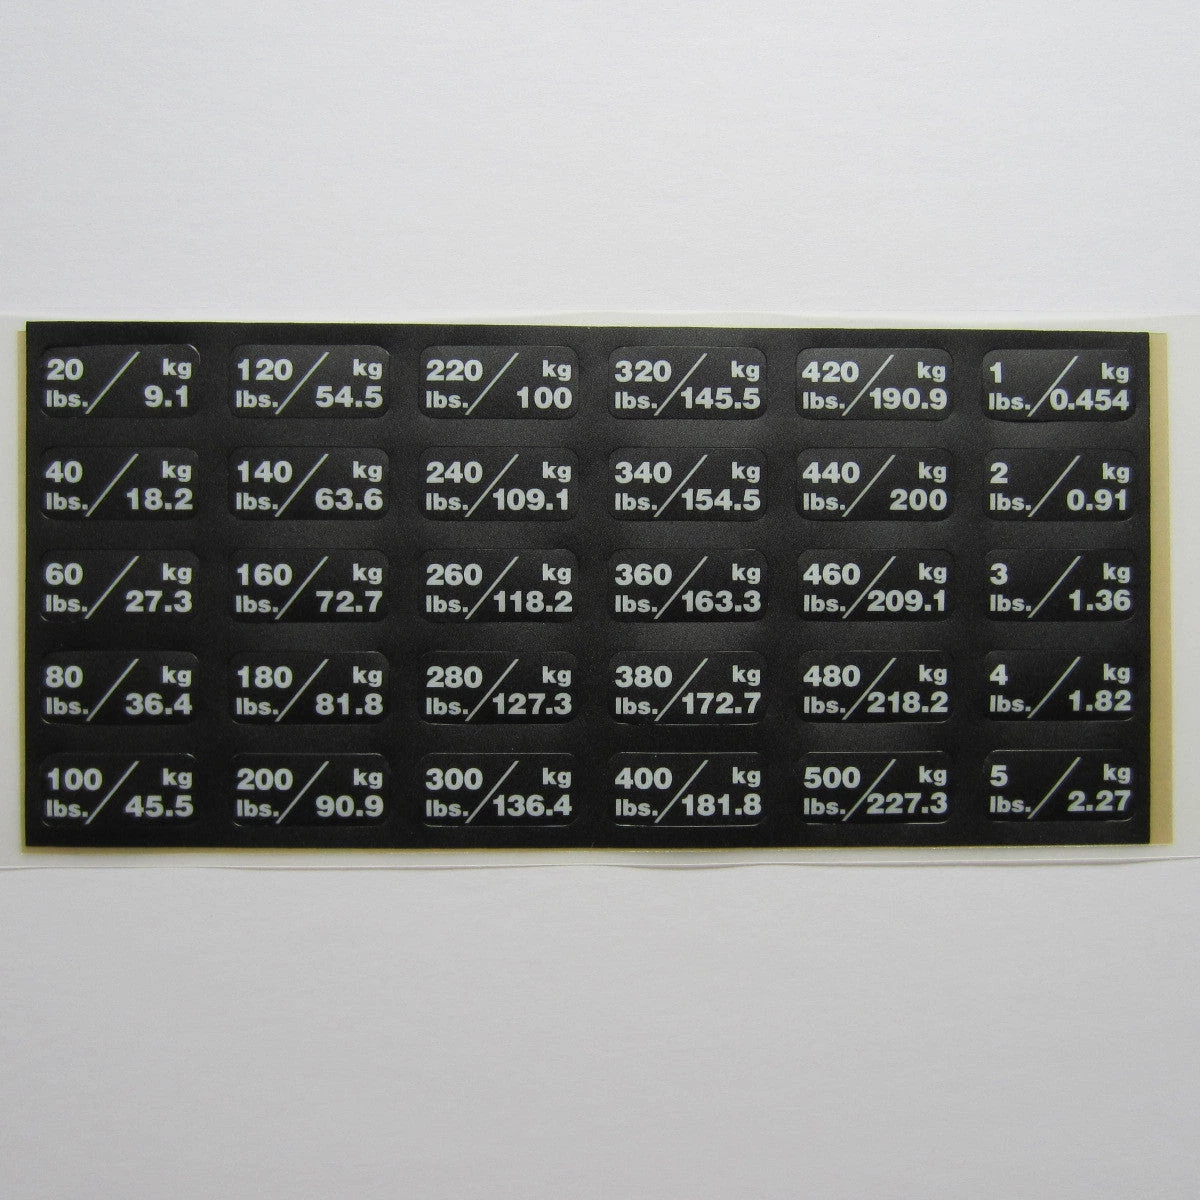 20 kg
lbs. 9.1
120 kg
lbs. 54.5
220 kg
lbs. 100
320 kg
lbs. 145.5
420 kg
lbs. 190.9
1 kg
lbs. 0.454
40 kg
lbs. 18.2
140 kg
lbs. 63.6
240 kg
lbs. 109.1
340 kg
lbs. 154.5
440 kg
lbs. 200
2 kg
lbs. 0.91
60 kg
lbs. 27.3
160 kg
lbs. 72.7
260 kg
lbs. 118.2
360 kg
lbs. 163.3
460 kg
lbs. 209.1
3 kg
lbs. 1.36
80 kg
lbs. 36.4
180 kg
lbs. 81.8
280 kg
lbs. 127.3
380 kg
lbs. 172.7
480 kg
lbs. 218.2
4 kg
lbs. 1.82
100 kg
lbs. 45.5
200 kg
lbs. 90.9
300 kg
lbs. 136.4
400 kg
lbs. 181.8
500 kg
lbs. 227.3
5 kg
lbs. 2.27